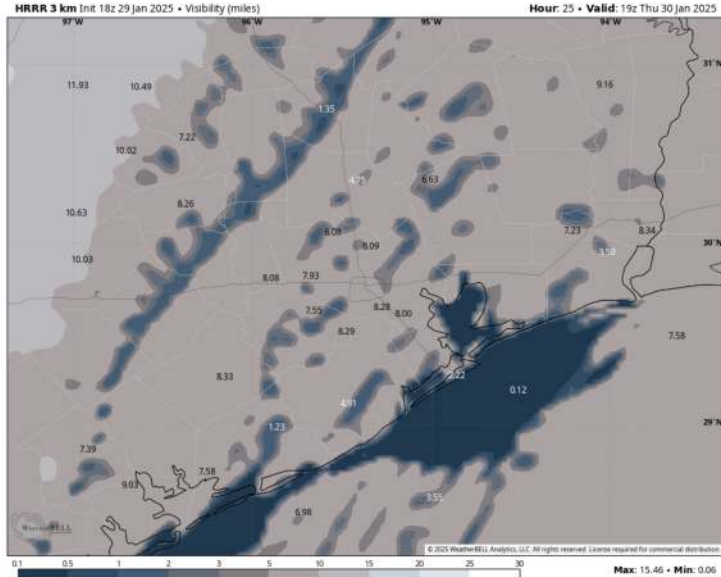 HRRR 3 km Init 18z 29 Jan 2025 • Visibility (miles)
Hour: 25 • Valid: 19z Thu 30 Jan 2025
97°W 96°W 95°W 94°W
31°N
11.93 10.49 9.16
1.35
7.22
10.02
6.63
8.26
10.63
7.23 8.34
30°N
6.09 3.58
10.03
8.08 7.93
8.28
7.55 8.00
8.29
7.58
8.33 2.22
0.12
4.91
1.23 29°N
7.39
7.58
9.03
3.55
6.98
WeatherBELL
© 2025 WeatherBELL Analytics, LLC. All rights reserved. License required for commercial distribution.
0.1 0.5 1 2 3 5 10 15 20 25 30
Max: 15.46 • Min: 0.06